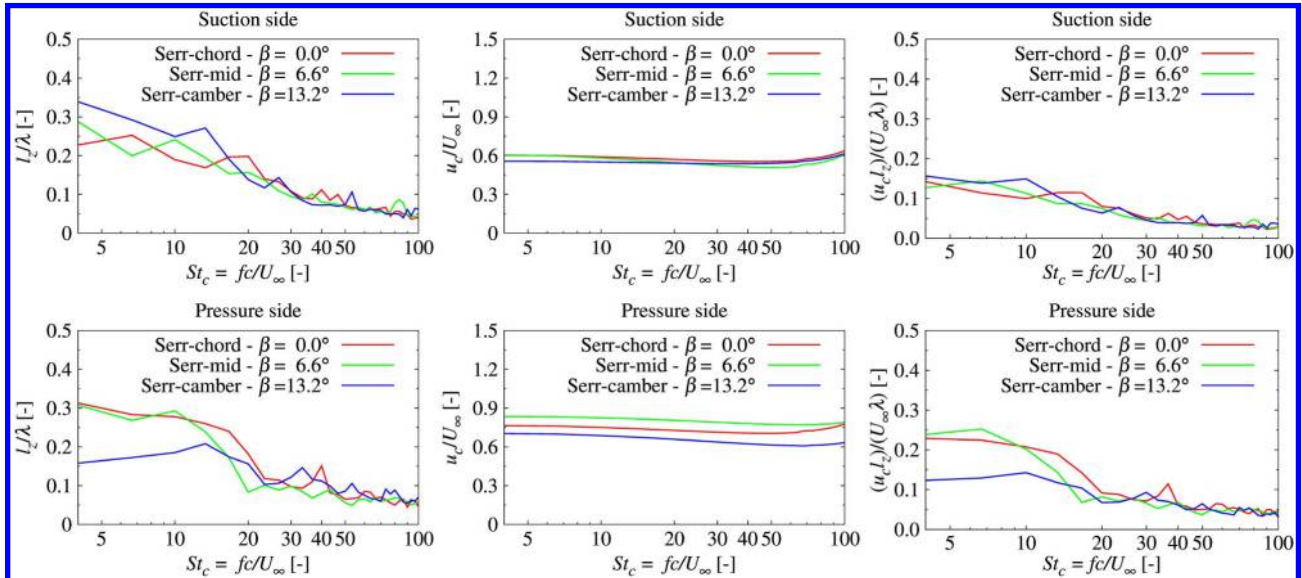 Suction side
l_z/λ [-]
0.5
0.4
0.3
0.2
0.1
0
Serr-chord - β = 0.0°
Serr-mid - β = 6.6°
Serr-camber - β =13.2°
5 10 20 30 40 50 100
St_c = fc/U_∞ [-]
Suction side
u_c/U_∞ [-]
1.5
1.2
0.9
0.6
0.3
0.0
Serr-chord - β = 0.0°
Serr-mid - β = 6.6°
Serr-camber - β =13.2°
5 10 20 30 40 50 100
St_c = fc/U_∞ [-]
Suction side
(u_c l_z)/(U_∞ λ) [-]
0.5
0.4
0.3
0.2
0.1
0.0
Serr-chord - β = 0.0°
Serr-mid - β = 6.6°
Serr-camber - β =13.2°
5 10 20 30 40 50 100
St_c = fc/U_∞ [-]
Pressure side
l_z/λ [-]
0.5
0.4
0.3
0.2
0.1
0
Serr-chord - β = 0.0°
Serr-mid - β = 6.6°
Serr-camber - β =13.2°
5 10 20 30 40 50 100
St_c = fc/U_∞ [-]
Pressure side
u_c/U_∞ [-]
1.5
1.2
0.9
0.6
0.3
0.0
Serr-chord - β = 0.0°
Serr-mid - β = 6.6°
Serr-camber - β =13.2°
5 10 20 30 40 50 100
St_c = fc/U_∞ [-]
Pressure side
(u_c l_z)/(U_∞ λ) [-]
0.5
0.4
0.3
0.2
0.1
0.0
Serr-chord - β = 0.0°
Serr-mid - β = 6.6°
Serr-camber - β =13.2°
5 10 20 30 40 50 100
St_c = fc/U_∞ [-]